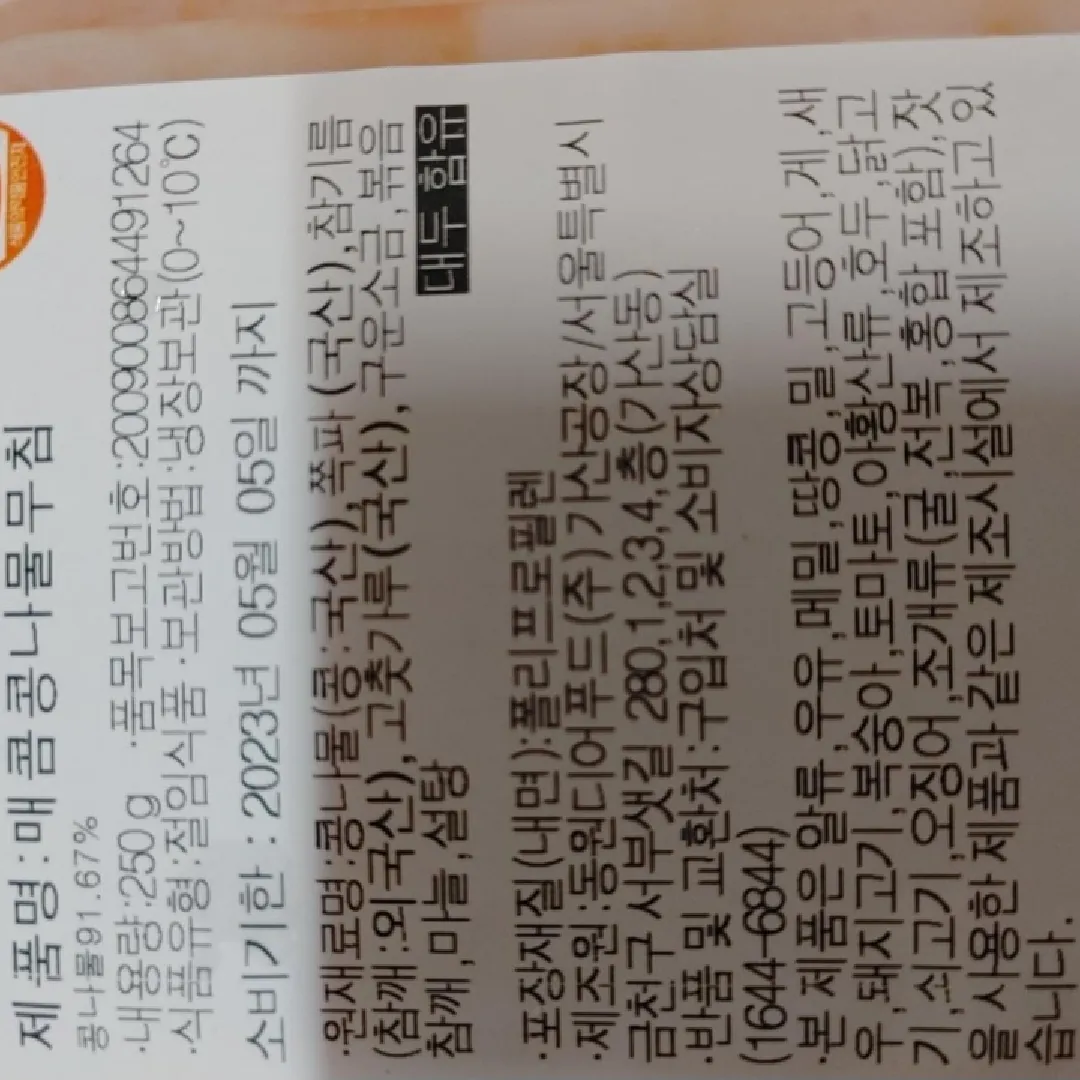 제품명:매콤콩나물무침
콩나물91.67%
·내용량:250g ·품목보고번호:200900864491264
·식품유형:절임식품 ·보관방법:냉장보관(0~10℃)
소비기한 : 2023년 05월 05일 까지
·원재료명:콩나물(콩:국산),쪽파(국산),참기름
(참깨:외국산),고춧가루(국산),구운소금,볶음
참깨,마늘,설탕 대두 함유
·포장재질(내면):폴리프로필렌
·제조원:동원디어푸드(주)가산공장/서울특별시
금천구 서부샛길 280,1,2,3,4,층(가산동)
·반품 및 교환처:구입처 및 소비자상담실
(1644-6844)
·본 제품은 알류,우유,메밀,땅콩,밀,고등어,게,새
우,돼지고기,복숭아,토마토,아황산류,호두,닭고
기,쇠고기,오징어,조개류(굴,전복,홍합 포함),잣
을 사용한 제품과 같은 제조시설에서 제조하고 있
습니다.